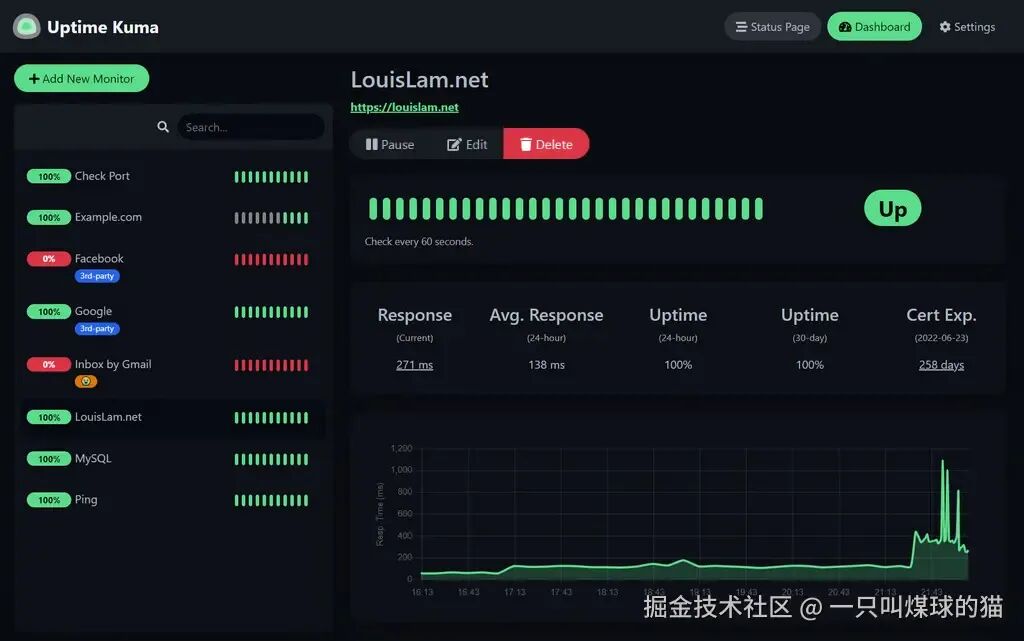 Uptime Kuma
Status Page
Dashboard
Settings
Add New Monitor
Search...
100% Check Port
100% Example.com
0% Facebook
3rd-party
100% Google
3rd-party
0% Inbox by Gmail
100% LouisLam.net
100% MySQL
100% Ping
LouisLam.net
https://louislam.net
Pause
Edit
Delete
Up
Check every 60 seconds.
Response
(Current)
271 ms
Avg. Response
(24-hour)
138 ms
Uptime
(24-hour)
100%
Uptime
(30-day)
100%
Cert Exp.
(2022-06-23)
258 days
Resp. Time (ms)
1,200
1,000
800
600
400
200
0
16:13 16:43 17:13 17:43 18:13 18:43 19:13 19:43 20:13 20:43 21:13 21:43
掘金技术社区 @ 一只叫煤球的猫